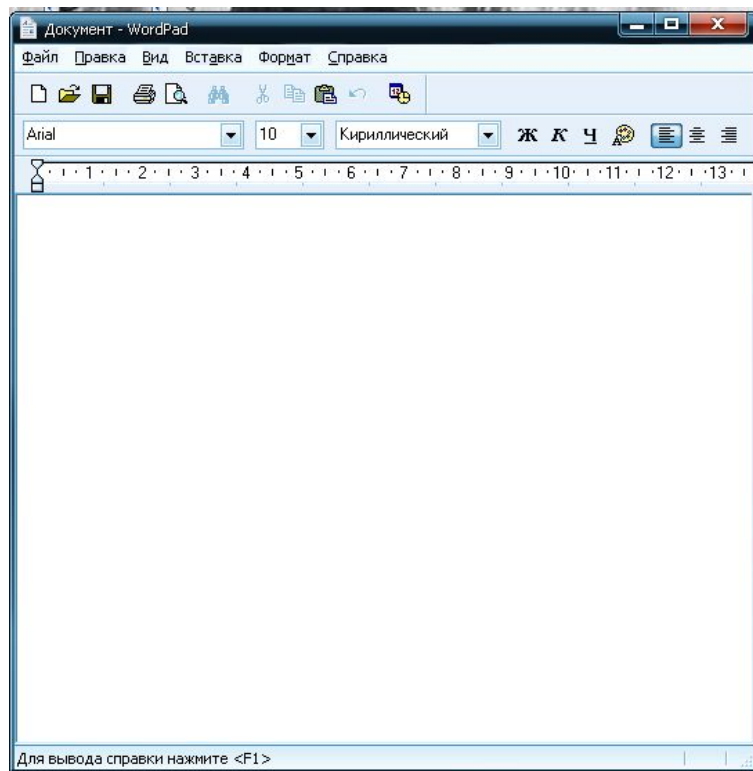 Документ - WordPad
Файл Правка Вид Вставка Формат Справка
Arial 10 Кириллический Ж К Ч
1 2 3 4 5 6 7 8 9 10 11 12 13
Для вывода справки нажмите <F1>